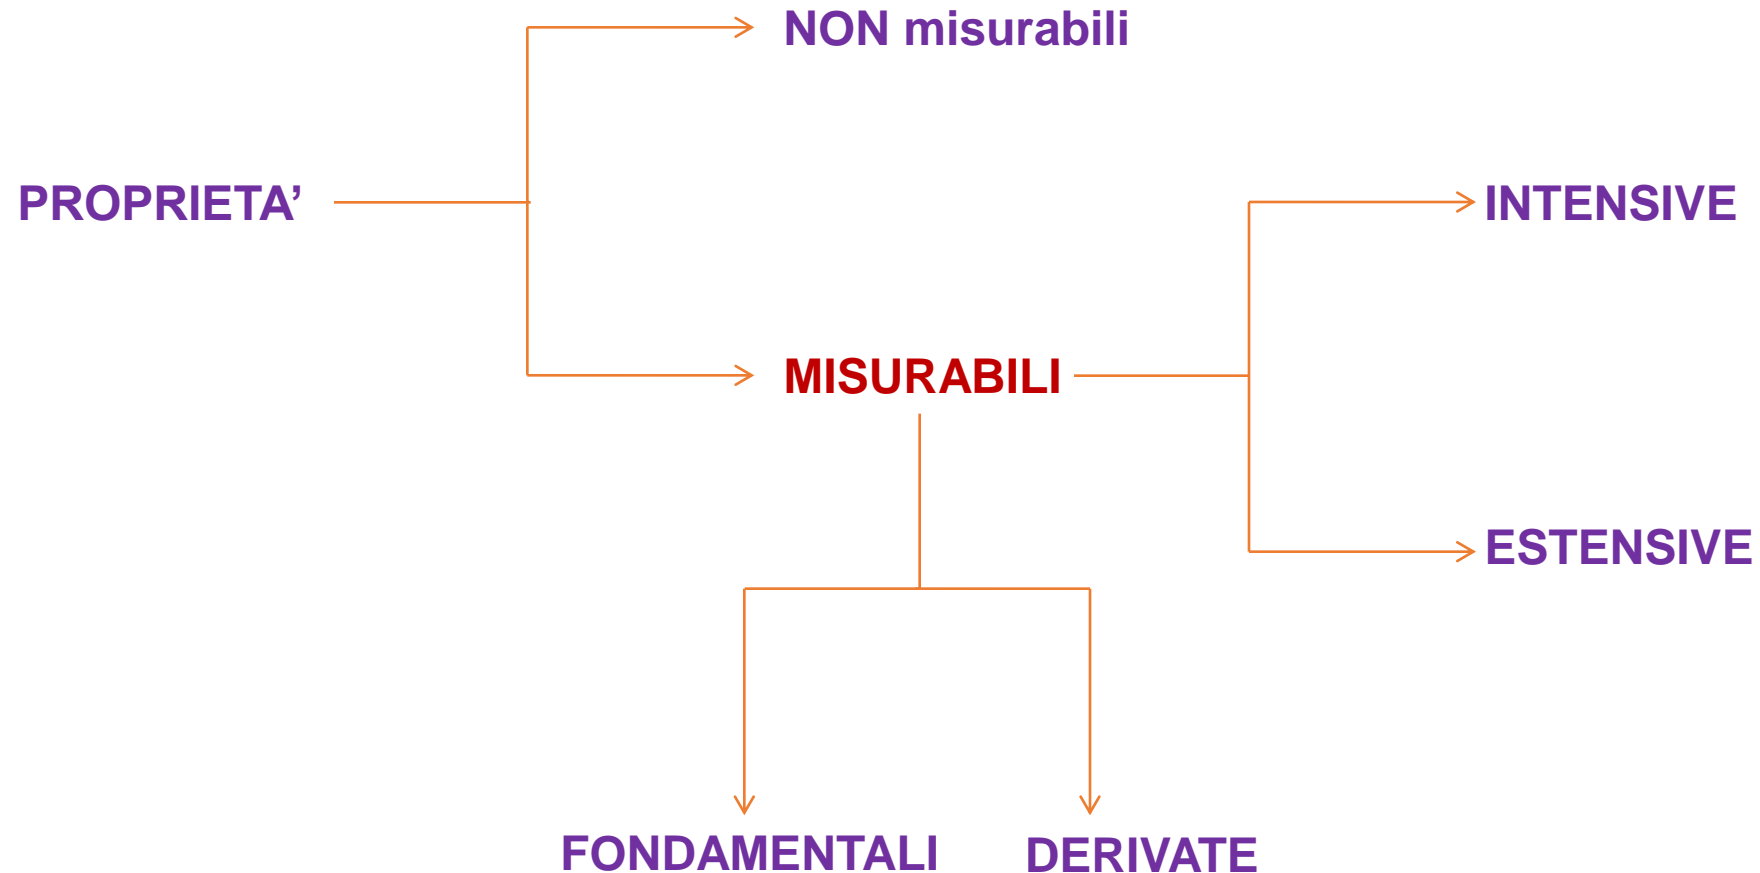 NON misurabili
PROPRIETA’
INTENSIVE
MISURABILI
ESTENSIVE
FONDAMENTALI
DERIVATE